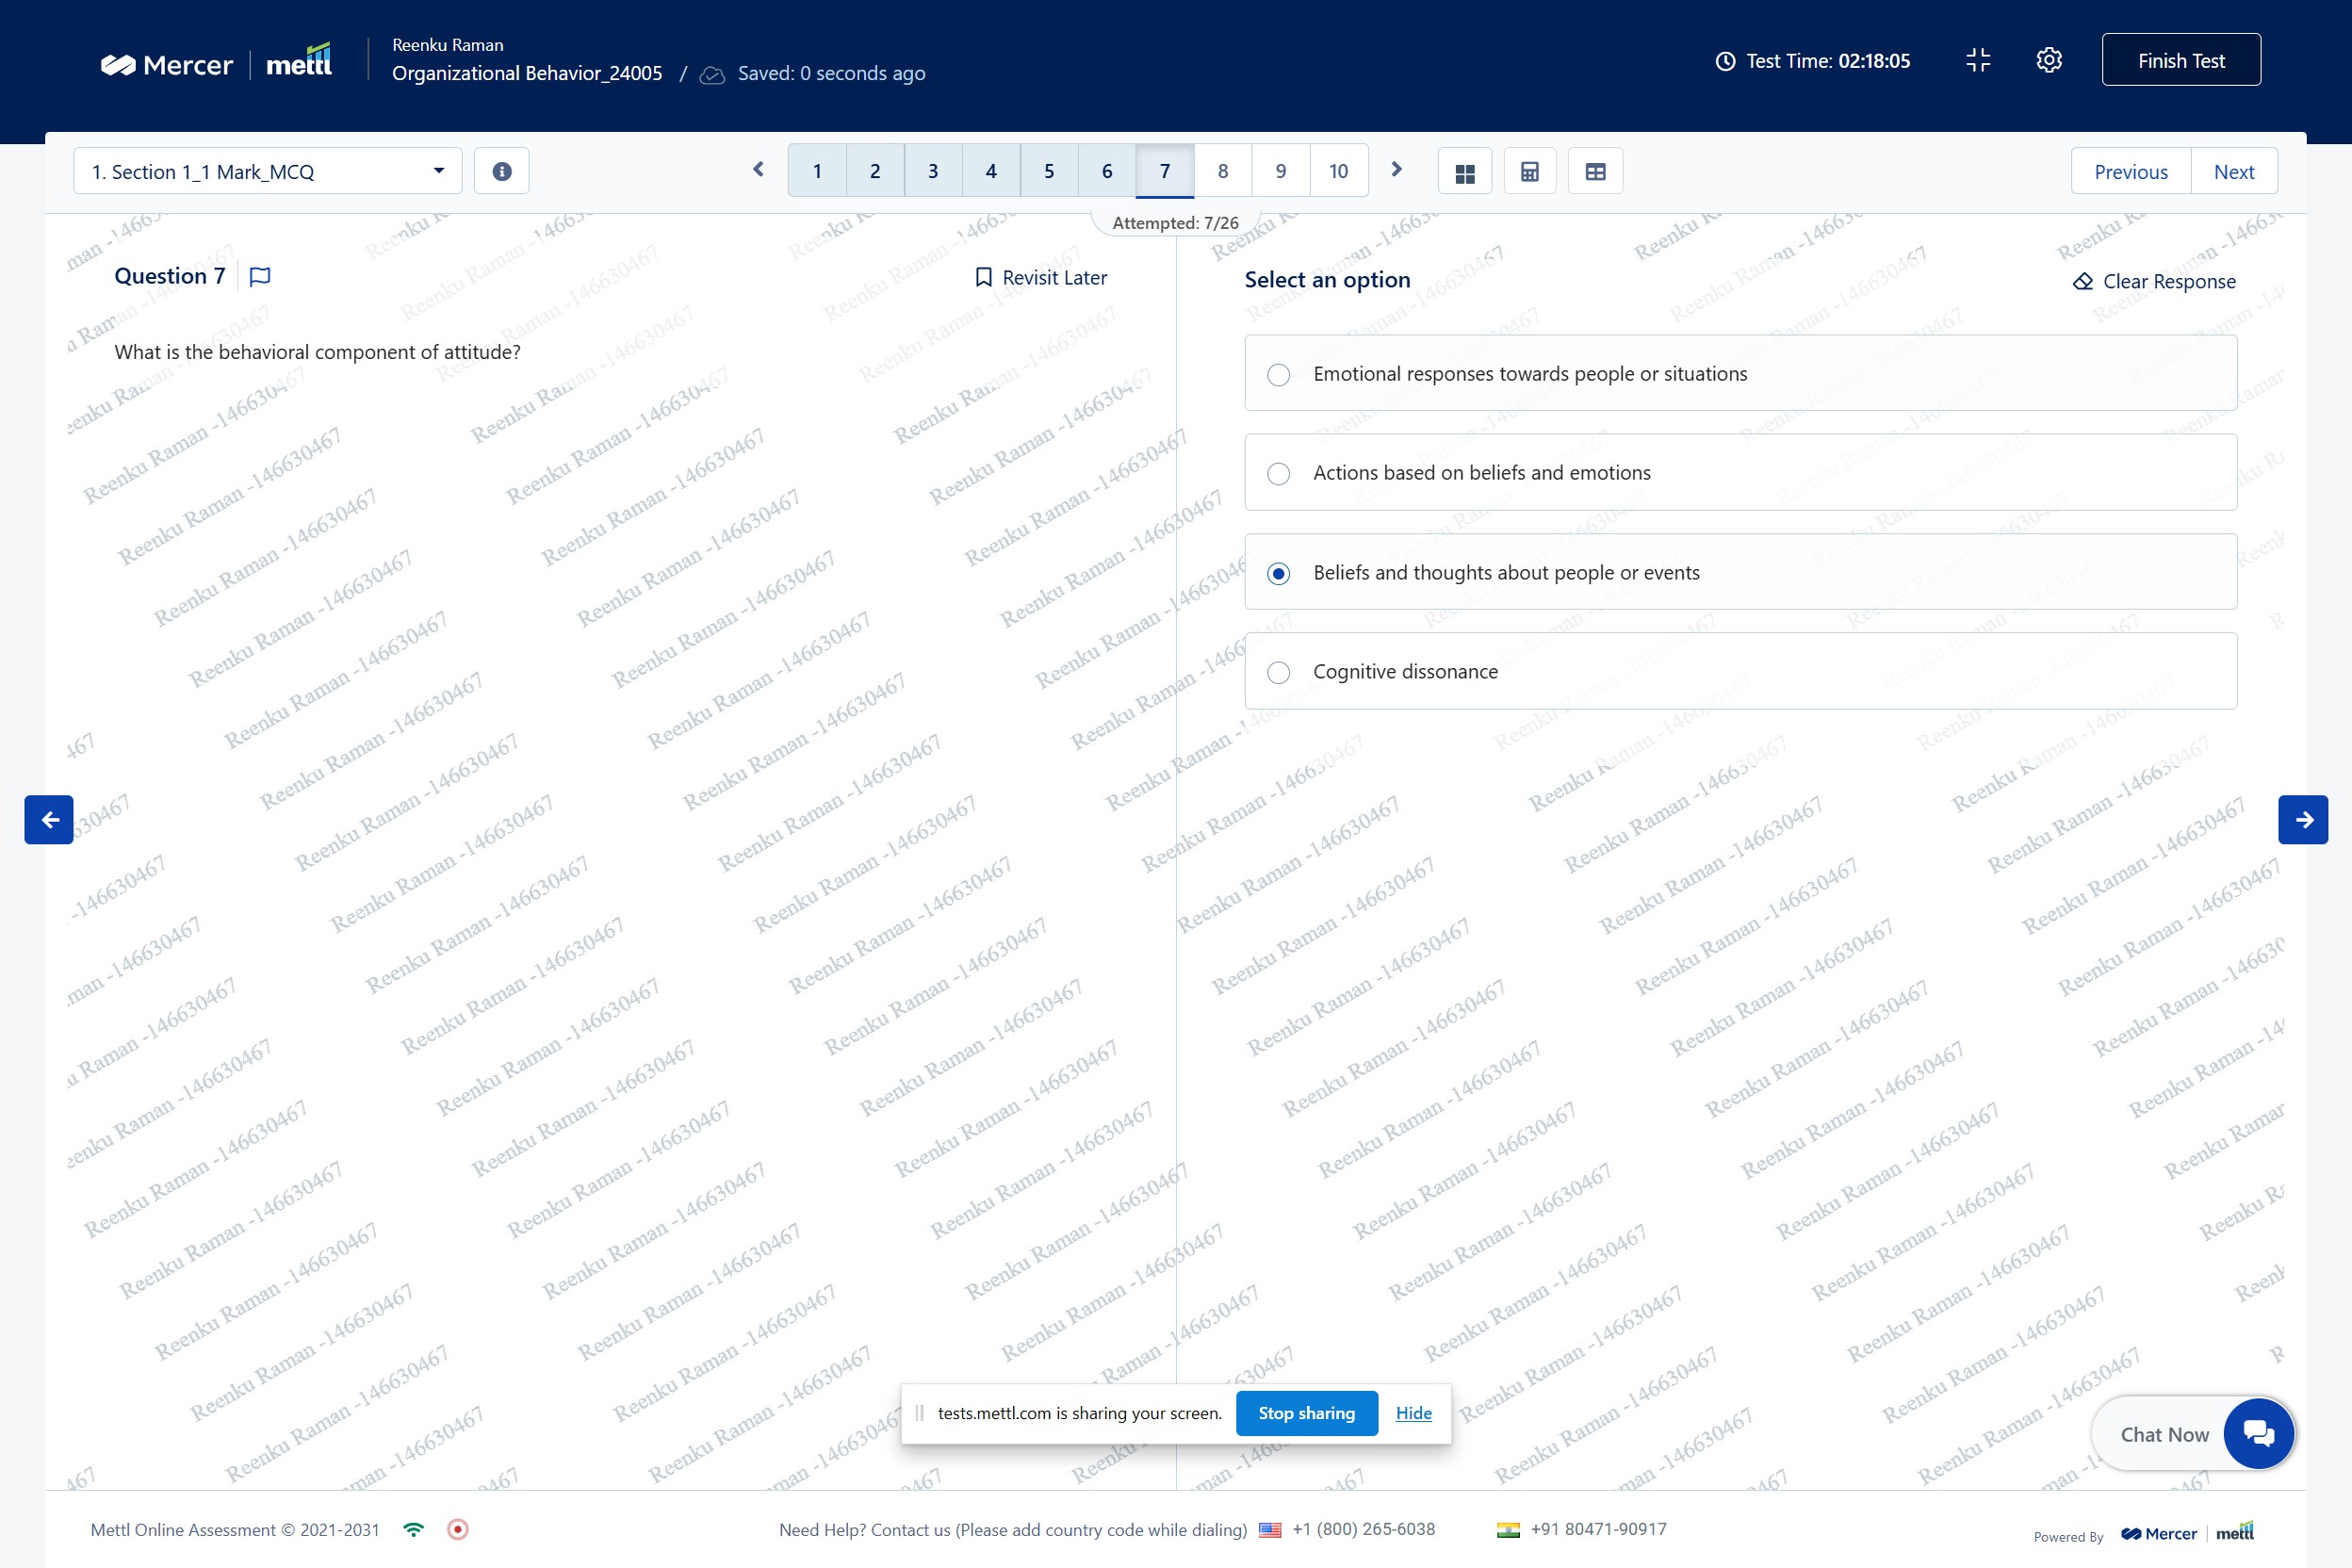 Mercer | mettl
Reenku Raman
Organizational Behavior_24005 / Saved: 0 seconds ago
Test Time: 02:18:05
Finish Test
1. Section 1_1 Mark_MCQ
1 2 3 4 5 6 7 8 9 10
Previous Next
Attempted: 7/26
Question 7
Revisit Later
What is the behavioral component of attitude?
Select an option
Clear Response
Emotional responses towards people or situations
Actions based on beliefs and emotions
Beliefs and thoughts about people or events
Cognitive dissonance
Reenku Raman -146630467
tests.mettl.com is sharing your screen. Stop sharing Hide
Chat Now
Mettl Online Assessment © 2021-2031
Need Help? Contact us (Please add country code while dialing) +1 (800) 265-6038 +91 80471-90917
Powered By Mercer | mettl